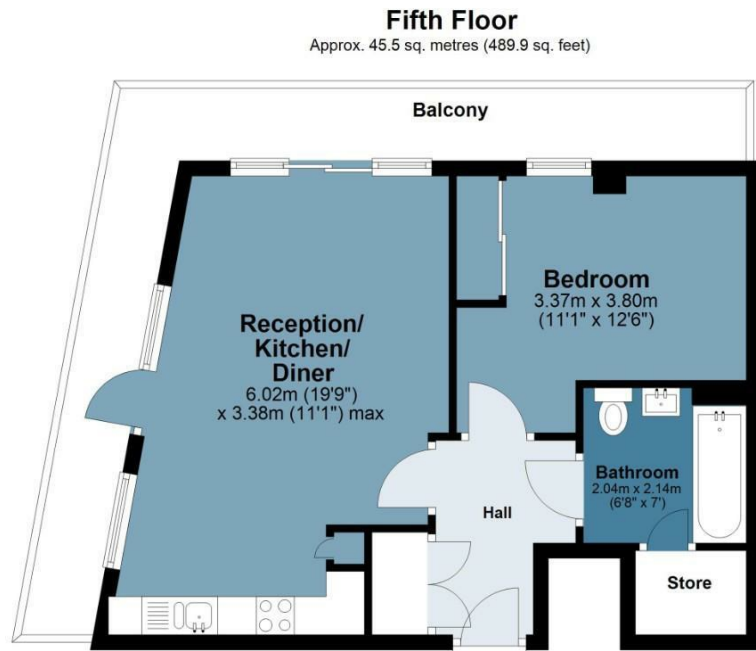 Fifth Floor
Approx. 45.5 sq. metres (489.9 sq. feet)
Balcony
Reception/
Kitchen/
Diner
6.02m (19'9")
x 3.38m (11'1") max
Bedroom
3.37m x 3.80m
(11'1" x 12'6")
Bathroom
2.04m x 2.14m
(6'8" x 7')
Hall
Store